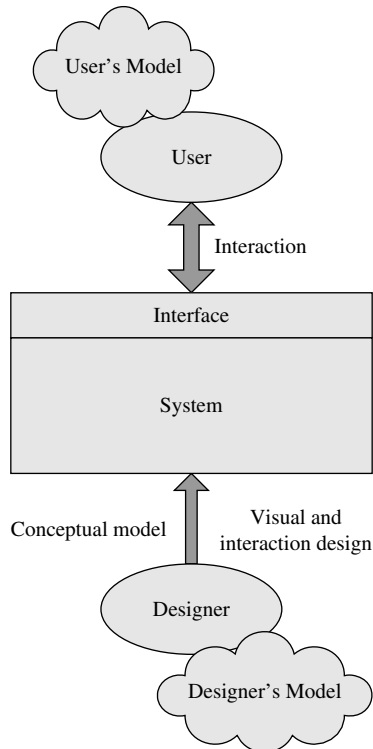 User's Model
User
Interaction
Interface
System
Conceptual model
Visual and
interaction design
Designer
Designer's Model